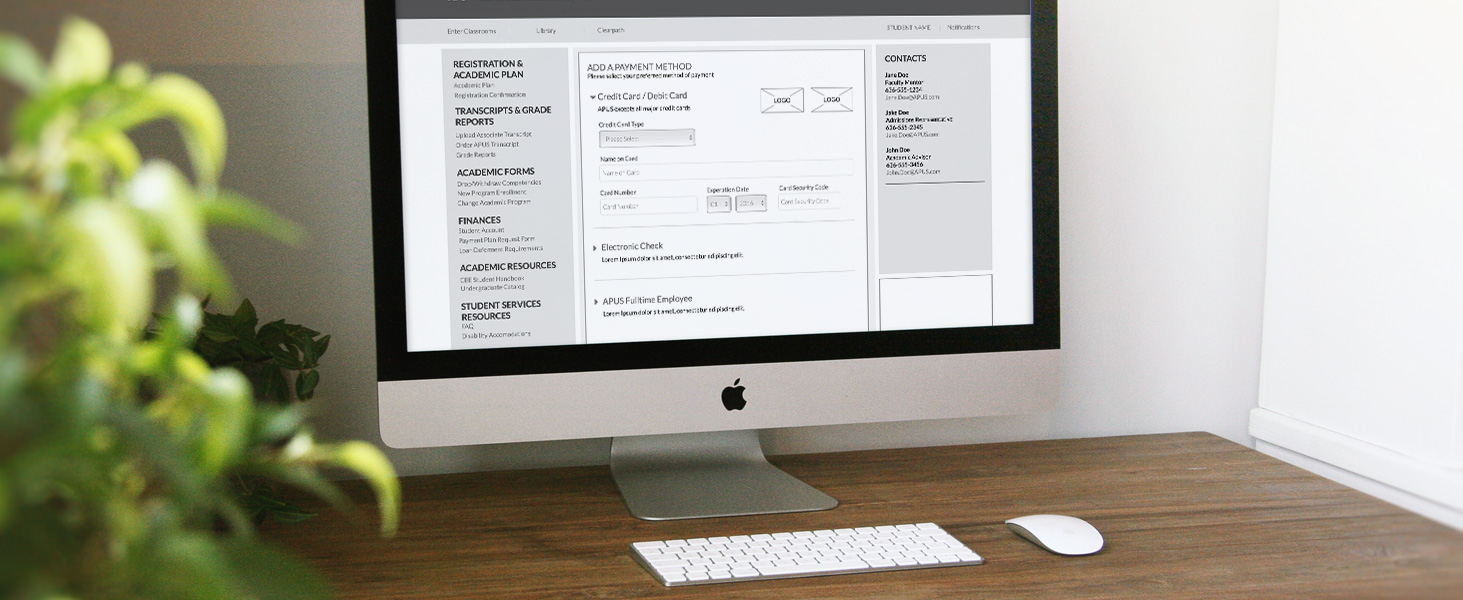 Enter Classrooms
Library
Clearpath
STUDENT NAME | Notifications
REGISTRATION &
ACADEMIC PLAN
Academic Plan
Registration Confirmation
TRANSCRIPTS & GRADE
REPORTS
Upload Associate Transcript
Order APUS Transcript
Grade Reports
ACADEMIC FORMS
Drop/Withdraw Competencies
New Program Enrollment
Change Academic Program
FINANCES
Student Account
Payment Plan Request Form
Loan Deferment Requirements
ACADEMIC RESOURCES
CBE Student Handbook
Undergraduate Catalog
STUDENT SERVICES
RESOURCES
FAQ
Disability Accomodations
ADD A PAYMENT METHOD
Please select your preferred method of payment
Credit Card / Debit Card
APUS excepts all major credit cards
LOGO
LOGO
Credit Card Type
Please Select
Name on Card
Name on Card
Card Number
Experation Date
Card Security Code
Card Number
01
2016
Card Security Code
Electronic Check
Lorem ipsum dolor sit amet, consectetur edipiscing elit.
APUS Fulltime Employee
Lorem ipsum dolor sit amet, consectetur edipiscing elit.
CONTACTS
Jane Doe
Faculty Mentor
636-555-1234
Jane.Doe@APUS.com
Jake Doe
Admissions Representative
636-555-2345
Jake.Doe@APUS.com
John Doe
Academic Advisor
636-555-3456
John.Doe@APUS.com